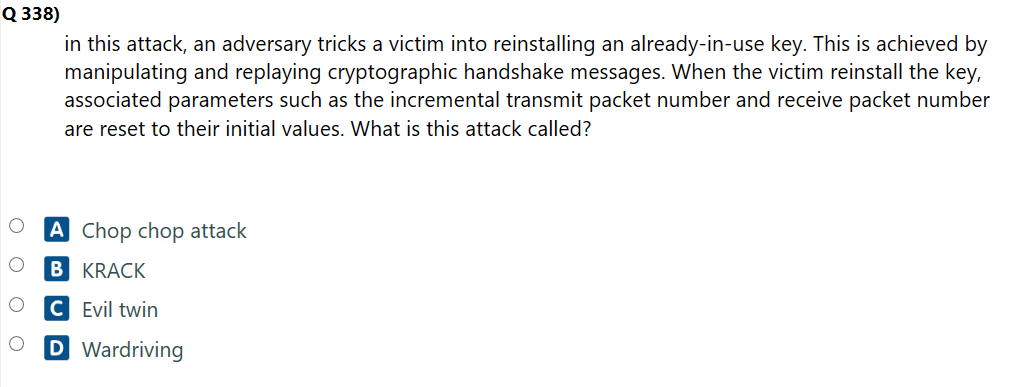 Q 338)
in this attack, an adversary tricks a victim into reinstalling an already-in-use key. This is achieved by
manipulating and replaying cryptographic handshake messages. When the victim reinstall the key,
associated parameters such as the incremental transmit packet number and receive packet number
are reset to their initial values. What is this attack called?
A Chop chop attack
B KRACK
C Evil twin
D Wardriving